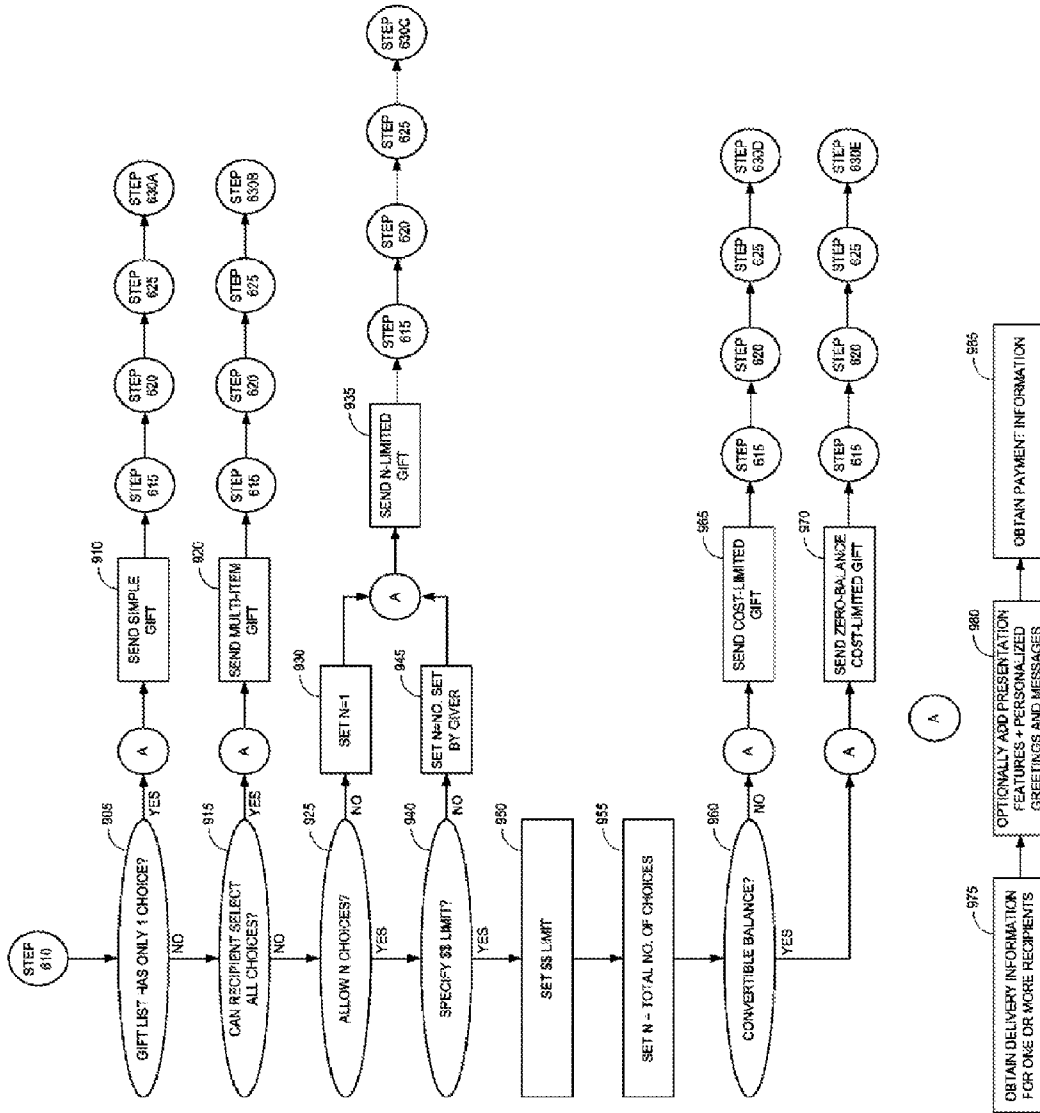 STEP
610
905
GIFT LIST HAS ONLY 1 CHOICE?
YES
NO
A
910
SEND SIMPLE
GIFT
STEP
615
STEP
620
STEP
625
STEP
630A
915
CAN RECIPIENT SELECT
ALL CHOICES?
YES
NO
A
920
SEND MULTI-ITEM
GIFT
STEP
615
STEP
620
STEP
625
STEP
630B
925
ALLOW N CHOICES?
NO
YES
930
SET N=1
A
935
SEND N-LIMITED
GIFT
STEP
615
STEP
620
STEP
625
STEP
630C
940
SPECIFY $$ LIMIT?
NO
YES
945
SET N=NO. SET
BY GIVER
950
SET $$ LIMIT
955
SET N = TOTAL NO. OF CHOICES
960
CONVERTIBLE BALANCE?
NO
YES
A
965
SEND COST-LIMITED
GIFT
STEP
615
STEP
620
STEP
625
STEP
630D
A
970
SEND ZERO-BALANCE
COST-LIMITED GIFT
STEP
615
STEP
620
STEP
625
STEP
630E
A
975
OBTAIN DELIVERY INFORMATION
FOR ONE OR MORE RECIPIENTS
980
OPTIONALLY ADD PRESENTATION
FEATURES + PERSONALIZED
GREETINGS AND MESSAGES
985
OBTAIN PAYMENT INFORMATION